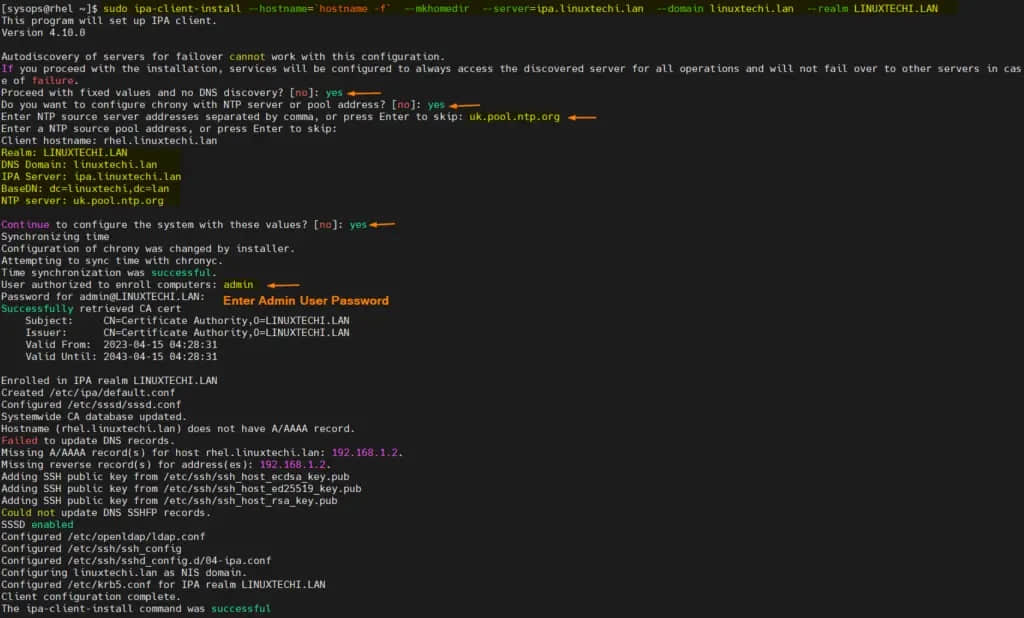 [sysops@rhel ~]$ sudo ipa-client-install --hostname=`hostname -f` --mkhomedir --server=ipa.linuxtechi.lan --domain linuxtechi.lan --realm LINUXTECHI.LAN
This program will set up IPA client.
Version 4.10.0
Autodiscovery of servers for failover cannot work with this configuration.
If you proceed with the installation, services will be configured to always access the discovered server for all operations and will not fail over to other servers in cas
e of failure.
Proceed with fixed values and no DNS discovery? [no]: yes
Do you want to configure chrony with NTP server or pool address? [no]: yes
Enter NTP source server addresses separated by comma, or press Enter to skip: uk.pool.ntp.org
Enter a NTP source pool address, or press Enter to skip:
Client hostname: rhel.linuxtechi.lan
Realm: LINUXTECHI.LAN
DNS Domain: linuxtechi.lan
IPA Server: ipa.linuxtechi.lan
BaseDN: dc=linuxtechi,dc=lan
NTP server: uk.pool.ntp.org
Continue to configure the system with these values? [no]: yes
Synchronizing time
Configuration of chrony was changed by installer.
Attempting to sync time with chronyc.
Time synchronization was successful.
User authorized to enroll computers: admin
Password for admin@LINUXTECHI.LAN: Enter Admin User Password
Successfully retrieved CA cert
Subject: CN=Certificate Authority,O=LINUXTECHI.LAN
Issuer: CN=Certificate Authority,O=LINUXTECHI.LAN
Valid From: 2023-04-15 04:28:31
Valid Until: 2043-04-15 04:28:31
Enrolled in IPA realm LINUXTECHI.LAN
Created /etc/ipa/default.conf
Configured /etc/sssd/sssd.conf
Systemwide CA database updated.
Hostname (rhel.linuxtechi.lan) does not have A/AAAA record.
Failed to update DNS records.
Missing A/AAAA record(s) for host rhel.linuxtechi.lan: 192.168.1.2.
Missing reverse record(s) for address(es): 192.168.1.2.
Adding SSH public key from /etc/ssh/ssh_host_ecdsa_key.pub
Adding SSH public key from /etc/ssh/ssh_host_ed25519_key.pub
Adding SSH public key from /etc/ssh/ssh_host_rsa_key.pub
Could not update DNS SSHFP records.
SSSD enabled
Configured /etc/openldap/ldap.conf
Configured /etc/ssh/ssh_config
Configured /etc/ssh/sshd_config.d/04-ipa.conf
Configuring linuxtechi.lan as NIS domain.
Configured /etc/krb5.conf for IPA realm LINUXTECHI.LAN
Client configuration complete.
The ipa-client-install command was successful